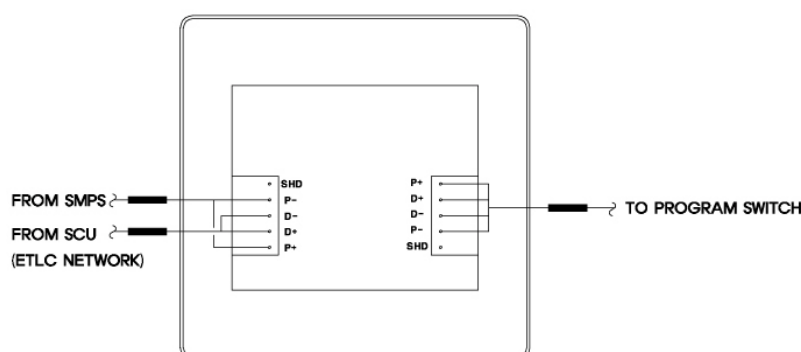 SHD
P-
D-
D+
P+
P+
D+
D-
P-
SHD
FROM SMPS
FROM SCU
(ETLC NETWORK)
TO PROGRAM SWITCH